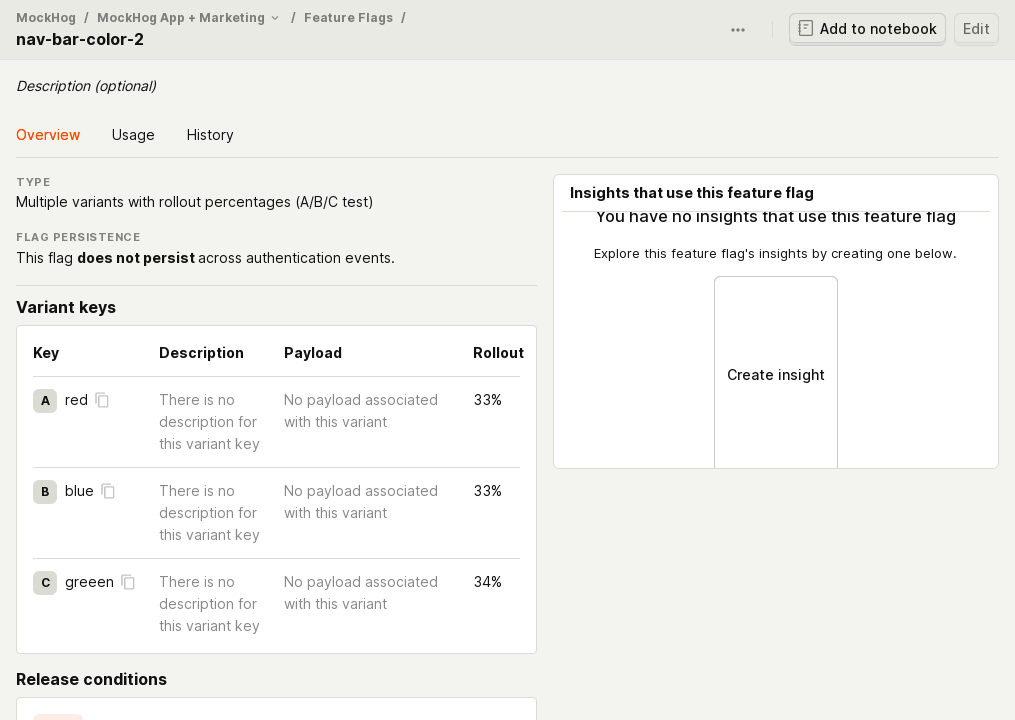 MockHog / MockHog App + Marketing / Feature Flags /
nav-bar-color-2
Add to notebook
Edit
Description (optional)
Overview
Usage
History
TYPE
Multiple variants with rollout percentages (A/B/C test)
FLAG PERSISTENCE
This flag does not persist across authentication events.
Variant keys
Key Description Payload Rollout
A red There is no No payload associated 33%
description for with this variant
this variant key
B blue There is no No payload associated 33%
description for with this variant
this variant key
C greeen There is no No payload associated 34%
description for with this variant
this variant key
Release conditions
Insights that use this feature flag
You have no insights that use this feature flag
Explore this feature flag's insights by creating one below.
Create insight